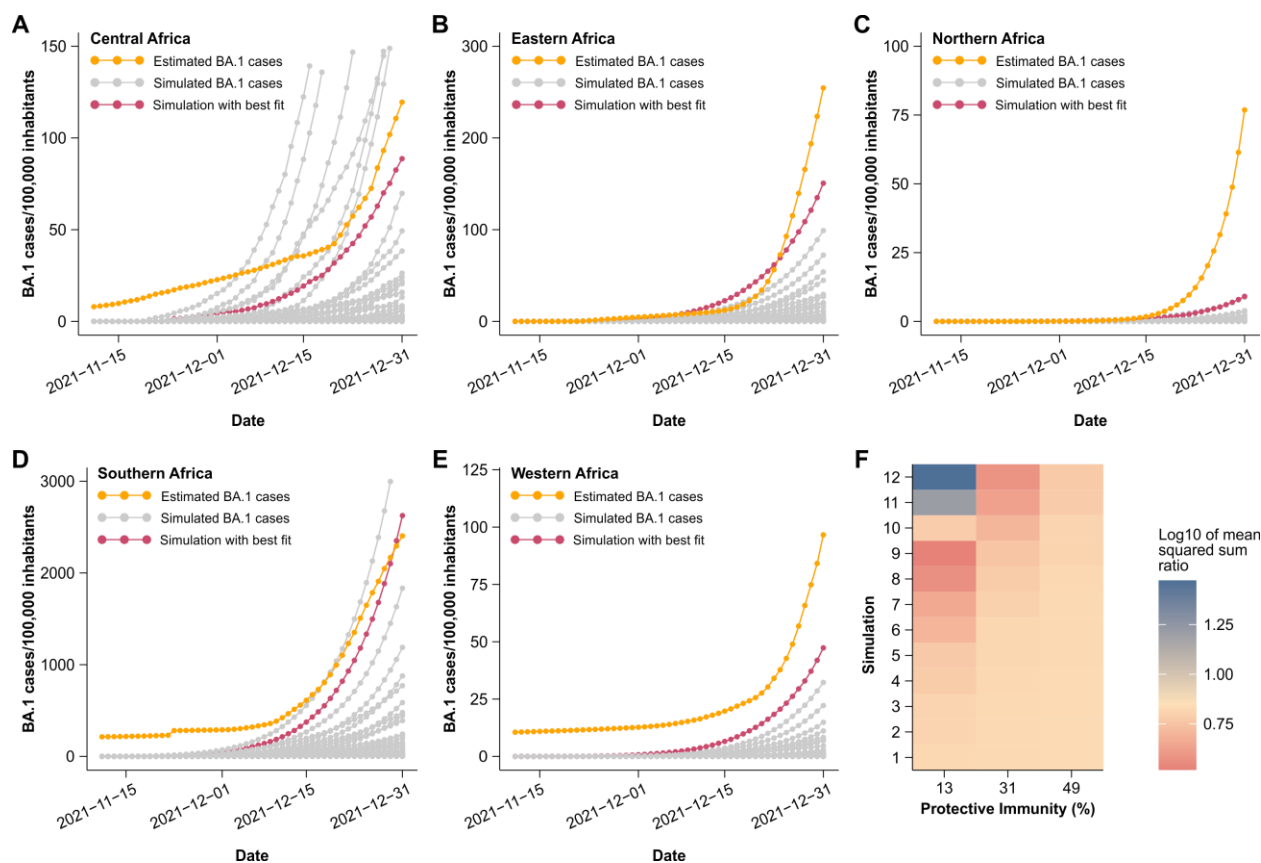 A
Central Africa
Estimated BA.1 cases
Simulated BA.1 cases
Simulation with best fit
BA.1 cases/100,000 inhabitants
150
100
50
0
2021−11−15
2021−12−01
2021−12−15
2021−12−31
Date
B
Eastern Africa
Estimated BA.1 cases
Simulated BA.1 cases
Simulation with best fit
BA.1 cases/100,000 inhabitants
300
200
100
0
2021−11−15
2021−12−01
2021−12−15
2021−12−31
Date
C
Northern Africa
Estimated BA.1 cases
Simulated BA.1 cases
Simulation with best fit
BA.1 cases/100,000 inhabitants
100
75
50
25
0
2021−11−15
2021−12−01
2021−12−15
2021−12−31
Date
D
Southern Africa
Estimated BA.1 cases
Simulated BA.1 cases
Simulation with best fit
BA.1 cases/100,000 inhabitants
3000
2000
1000
0
2021−11−15
2021−12−01
2021−12−15
2021−12−31
Date
E
Western Africa
Estimated BA.1 cases
Simulated BA.1 cases
Simulation with best fit
BA.1 cases/100,000 inhabitants
125
100
75
50
25
0
2021−11−15
2021−12−01
2021−12−15
2021−12−31
Date
F
Simulation
12
11
10
9
8
7
6
5
4
3
2
1
13
31
49
Protective Immunity (%)
Log10 of mean
squared sum
ratio
1.25
1.00
0.75